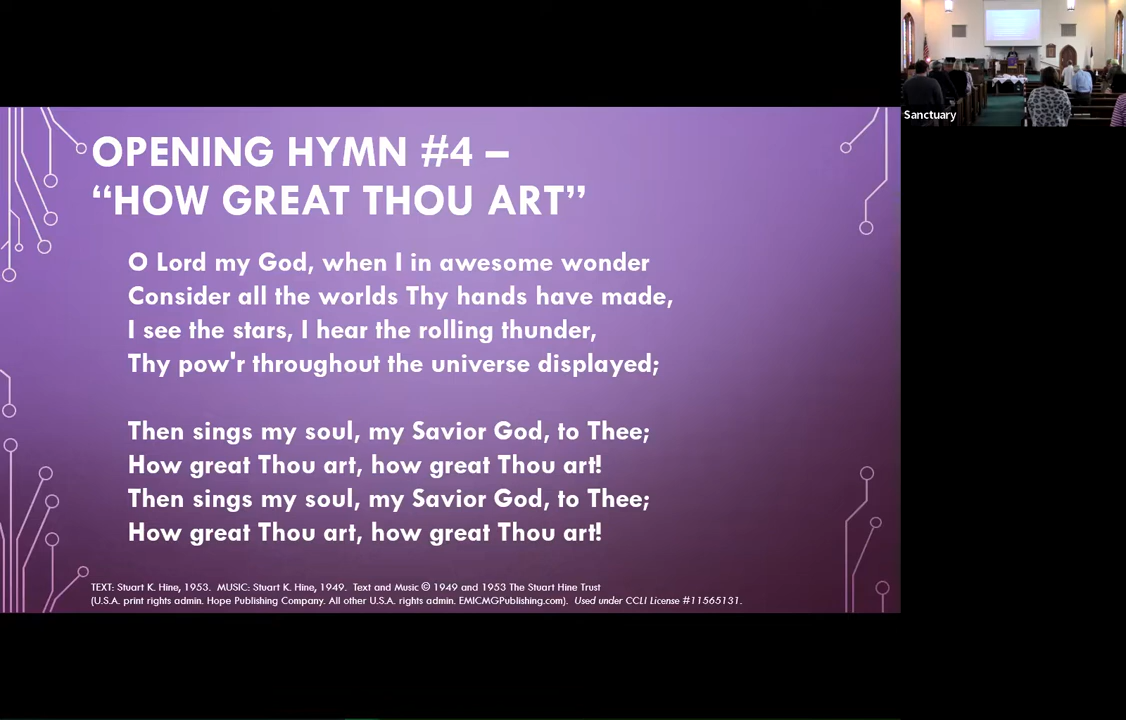 OPENING HYMN #4 –
“HOW GREAT THOU ART”
O Lord my God, when I in awesome wonder
Consider all the worlds Thy hands have made,
I see the stars, I hear the rolling thunder,
Thy pow'r throughout the universe displayed;
Then sings my soul, my Savior God, to Thee;
How great Thou art, how great Thou art!
Then sings my soul, my Savior God, to Thee;
How great Thou art, how great Thou art!
TEXT: Stuart K. Hine, 1953. MUSIC: Stuart K. Hine, 1949. Text and Music © 1949 and 1953 The Stuart Hine Trust
(U.S.A. print rights admin. Hope Publishing Company. All other U.S.A. rights admin. EMICMGPublishing.com). Used under CCLI License #11565131.
Sanctuary